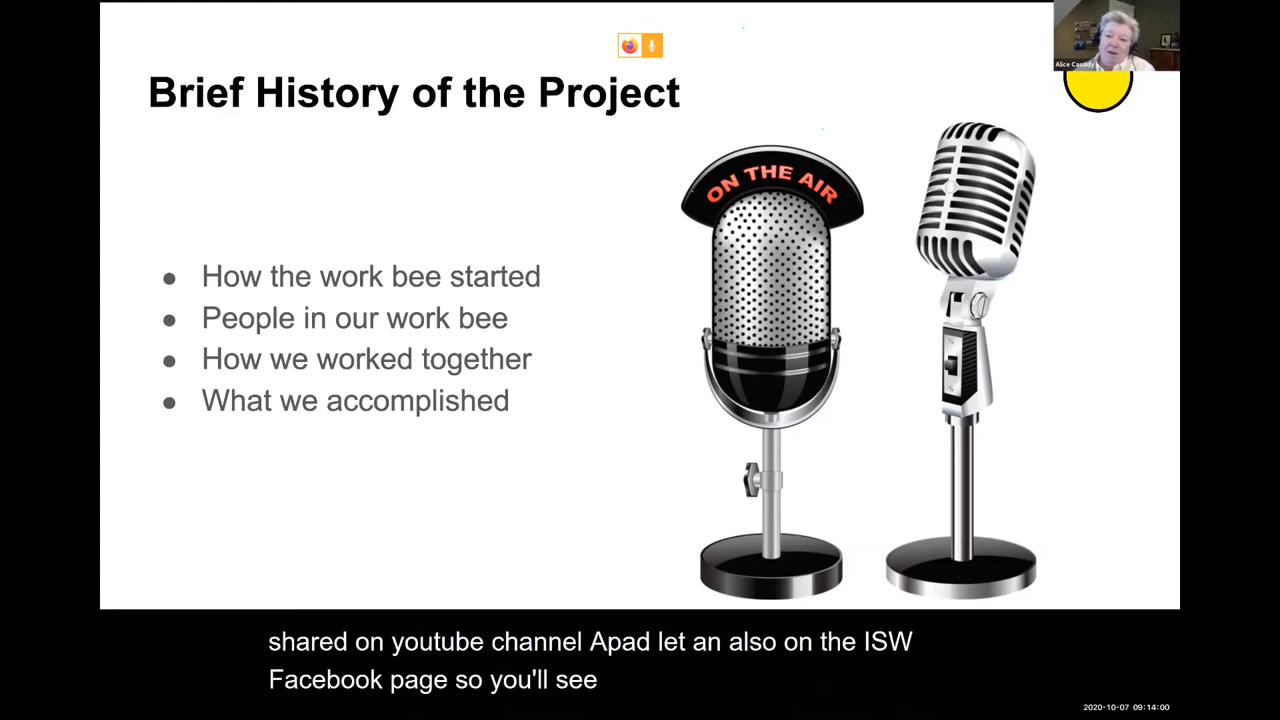 Alice Cassidy
Brief History of the Project
ON THE AIR
● How the work bee started
● People in our work bee
● How we worked together
● What we accomplished
shared on youtube channel Apad let an also on the ISW
Facebook page so you'll see
2020-10-07 09:14:00